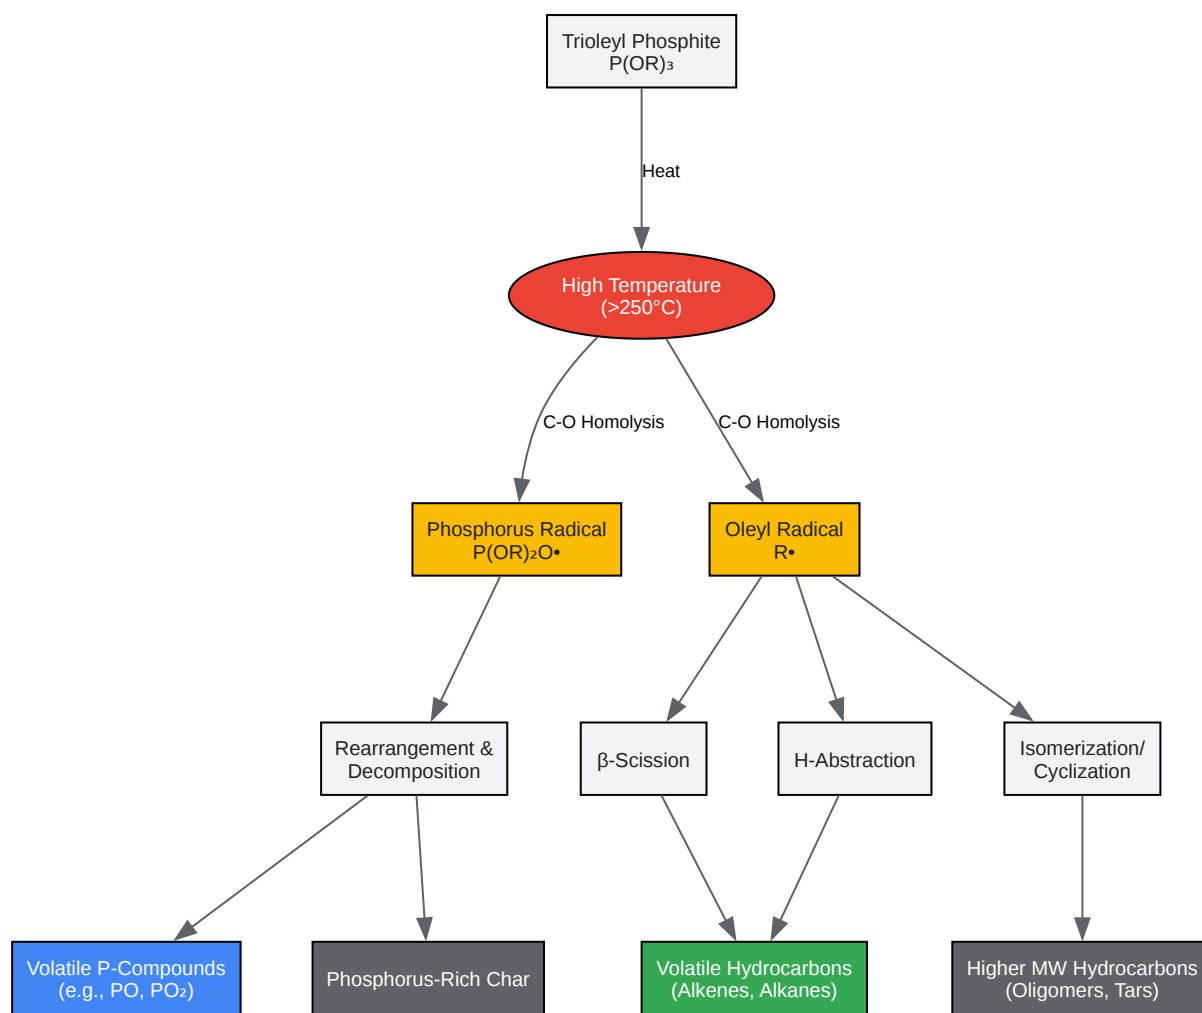 Trioleyl Phosphite
P(OR)₃
Heat
High Temperature
(>250°C)
C-O Homolysis
C-O Homolysis
Phosphorus Radical
P(OR)₂O•
Oleyl Radical
R•
Rearrangement &
Decomposition
β-Scission
H-Abstraction
Isomerization/
Cyclization
Volatile P-Compounds
(e.g., PO, PO₂)
Phosphorus-Rich Char
Volatile Hydrocarbons
(Alkenes, Alkanes)
Higher MW Hydrocarbons
(Oligomers, Tars)